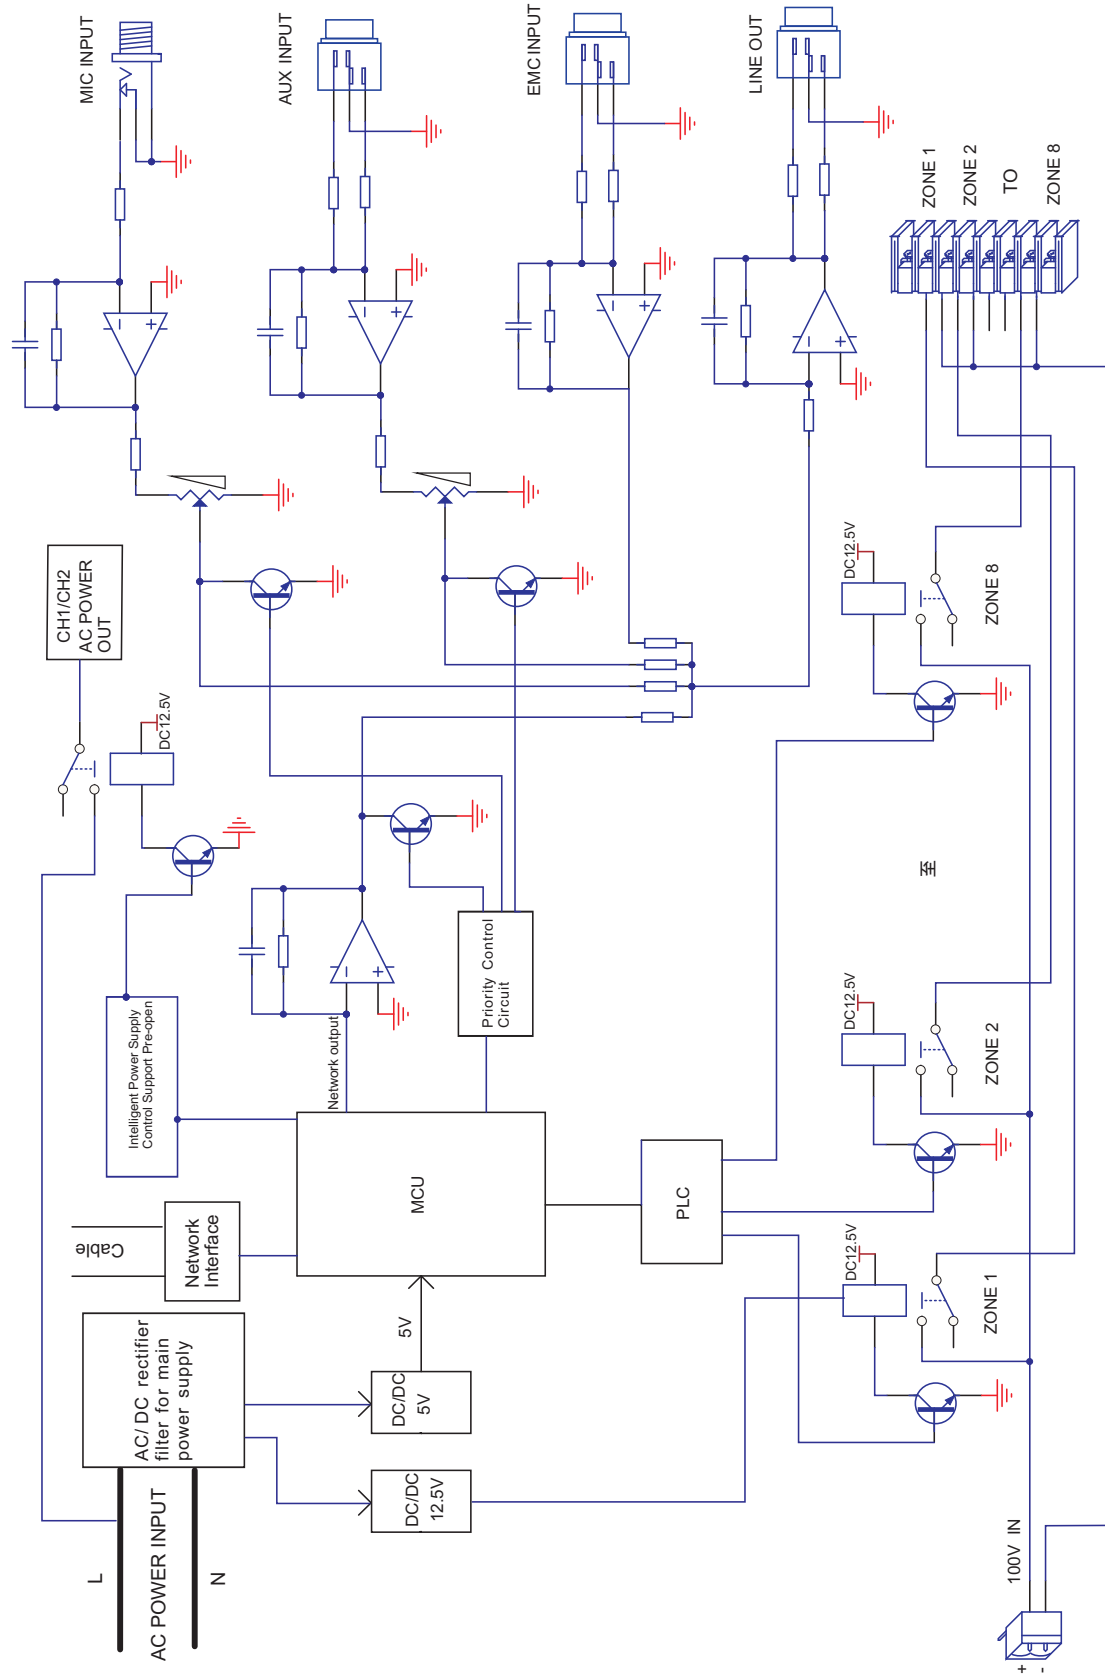 MIC INPUT
AUX INPUT
EMC INPUT
LINE OUT
ZONE 1
ZONE 2
TO
ZONE 8
CH1/CH2
AC POWER
OUT
DC12.5V
DC12.5V
ZONE 8
至
Intelligent Power Supply
Control Support Pre-open
Network output
Priority Control
Circuit
DC12.5V
ZONE 2
Cable
Network
Interface
MCU
PLC
DC12.5V
ZONE 1
AC/ DC rectifier
filter for main
power supply
5V
DC/DC
5V
DC/DC
12.5V
L
AC POWER INPUT
N
100V IN
+
-